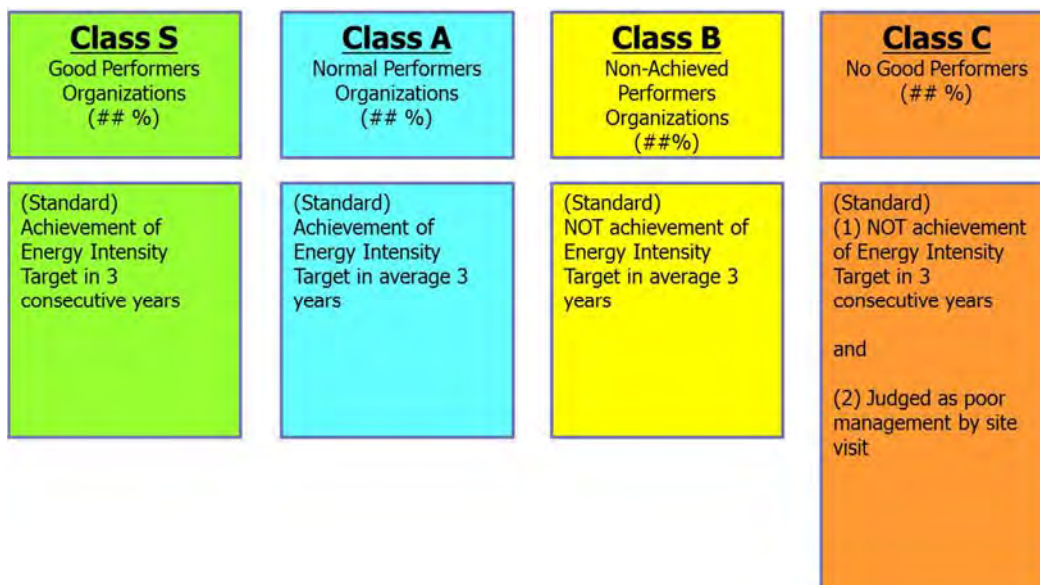 Class S
Good Performers
Organizations
(## %)
Class A
Normal Performers
Organizations
(## %)
Class B
Non-Achieved
Performers
Organizations
(##%)
Class C
No Good Performers
(## %)
(Standard)
Achievement of
Energy Intensity
Target in 3
consecutive years
(Standard)
Achievement of
Energy Intensity
Target in average 3
years
(Standard)
NOT achievement of
Energy Intensity
Target in average 3
years
(Standard)
(1) NOT achievement
of Energy Intensity
Target in 3
consecutive years
and
(2) Judged as poor
management by site
visit